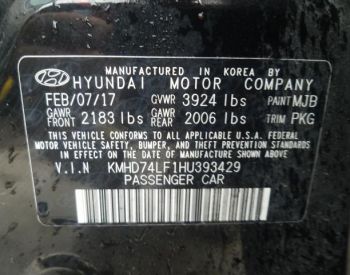 MANUFACTURED IN KOREA BY
HYUNDAI MOTOR COMPANY
FEB/07/17 GVWR 3924 lbs PAINT MJB
GAWR FRONT 2183 lbs GAWR REAR 2006 lbs TRIM PKG
THIS VEHICLE CONFORMS TO ALL APPLICABLE U.S.A. FEDERAL
MOTOR VEHICLE SAFETY, BUMPER, AND THEFT PREVENTION
STANDARDS IN EFFECT ON THE DATE OF MANUFACTURE SHOWN ABOVE.
V.I.N KMHD74LF1HU393429
PASSENGER CAR